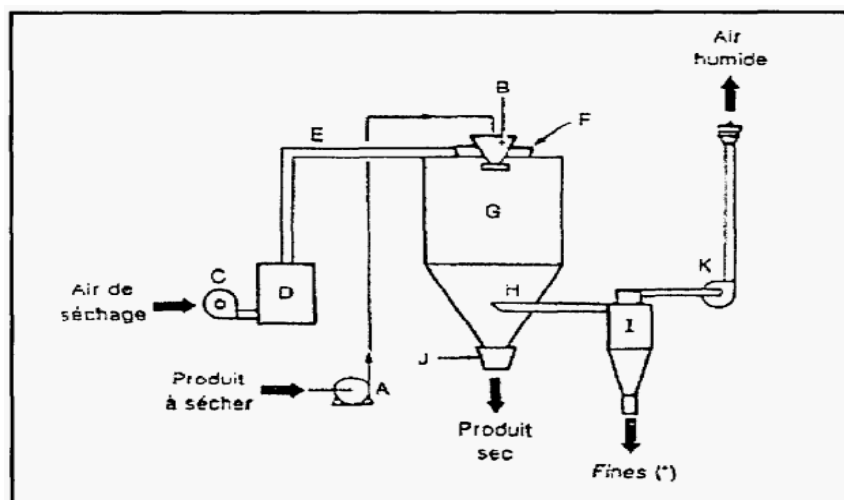 Air
humide
B
F
E
G
C
D
Air de
séchage
K
H
I
J
Produit
à sécher
A
Produit
sec
Fines (*)